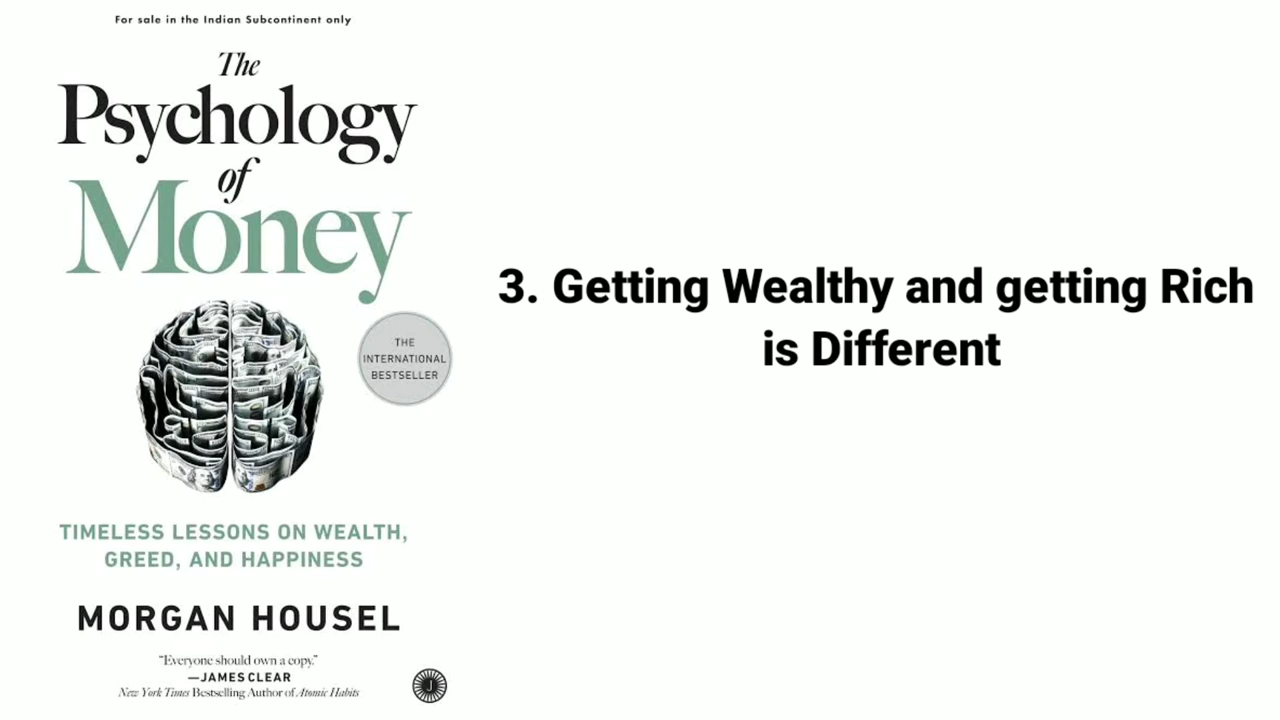 For sale in the Indian Subcontinent only
The
Psychology
of
Money
THE
INTERNATIONAL
BESTSELLER
3. Getting Wealthy and getting Rich
is Different
TIMELESS LESSONS ON WEALTH,
GREED, AND HAPPINESS
MORGAN HOUSEL
“Everyone should own a copy.”
—JAMES CLEAR
New York Times Bestselling Author of Atomic Habits
J